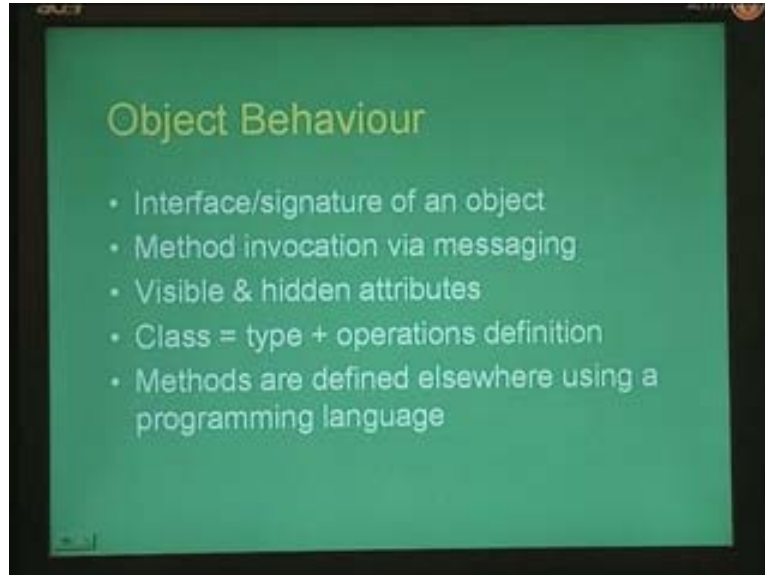 acer
Object Behaviour
• Interface/signature of an object
• Method invocation via messaging
• Visible & hidden attributes
• Class = type + operations definition
• Methods are defined elsewhere using a
programming language